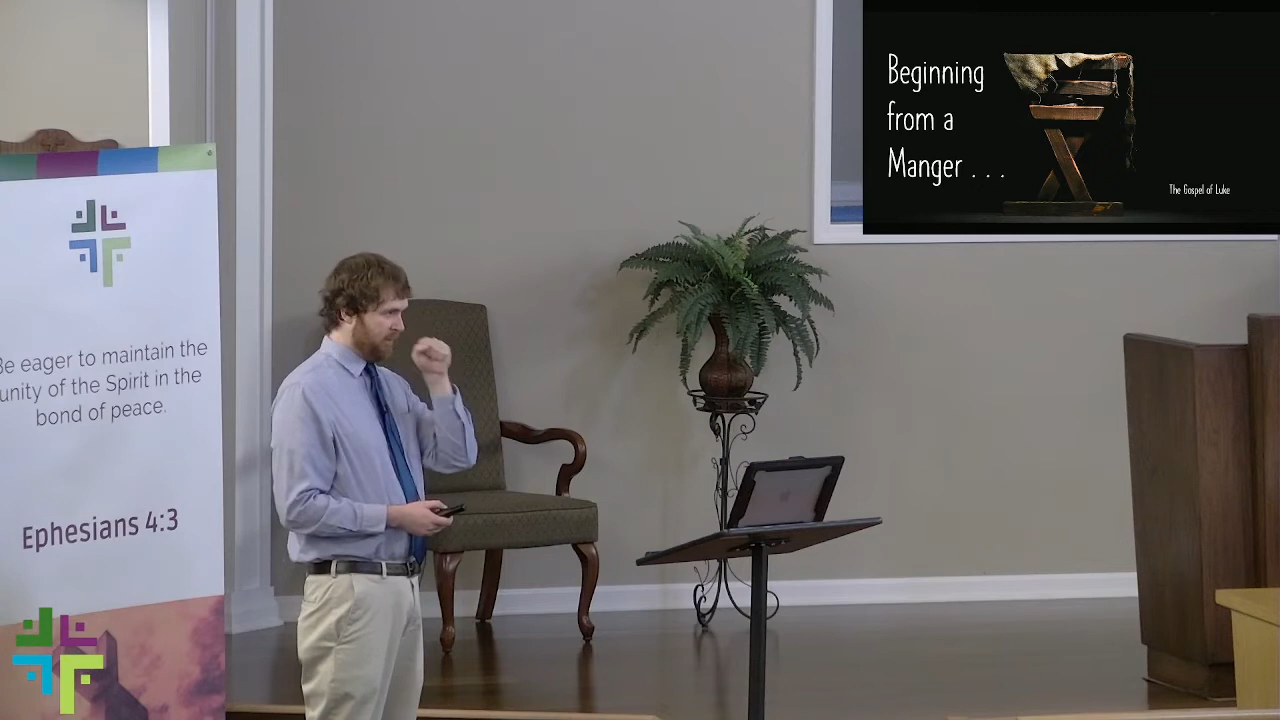 Be eager to maintain the
unity of the Spirit in the
bond of peace.
Ephesians 4:3
Beginning
from a
Manger . . .
The Gospel of Luke